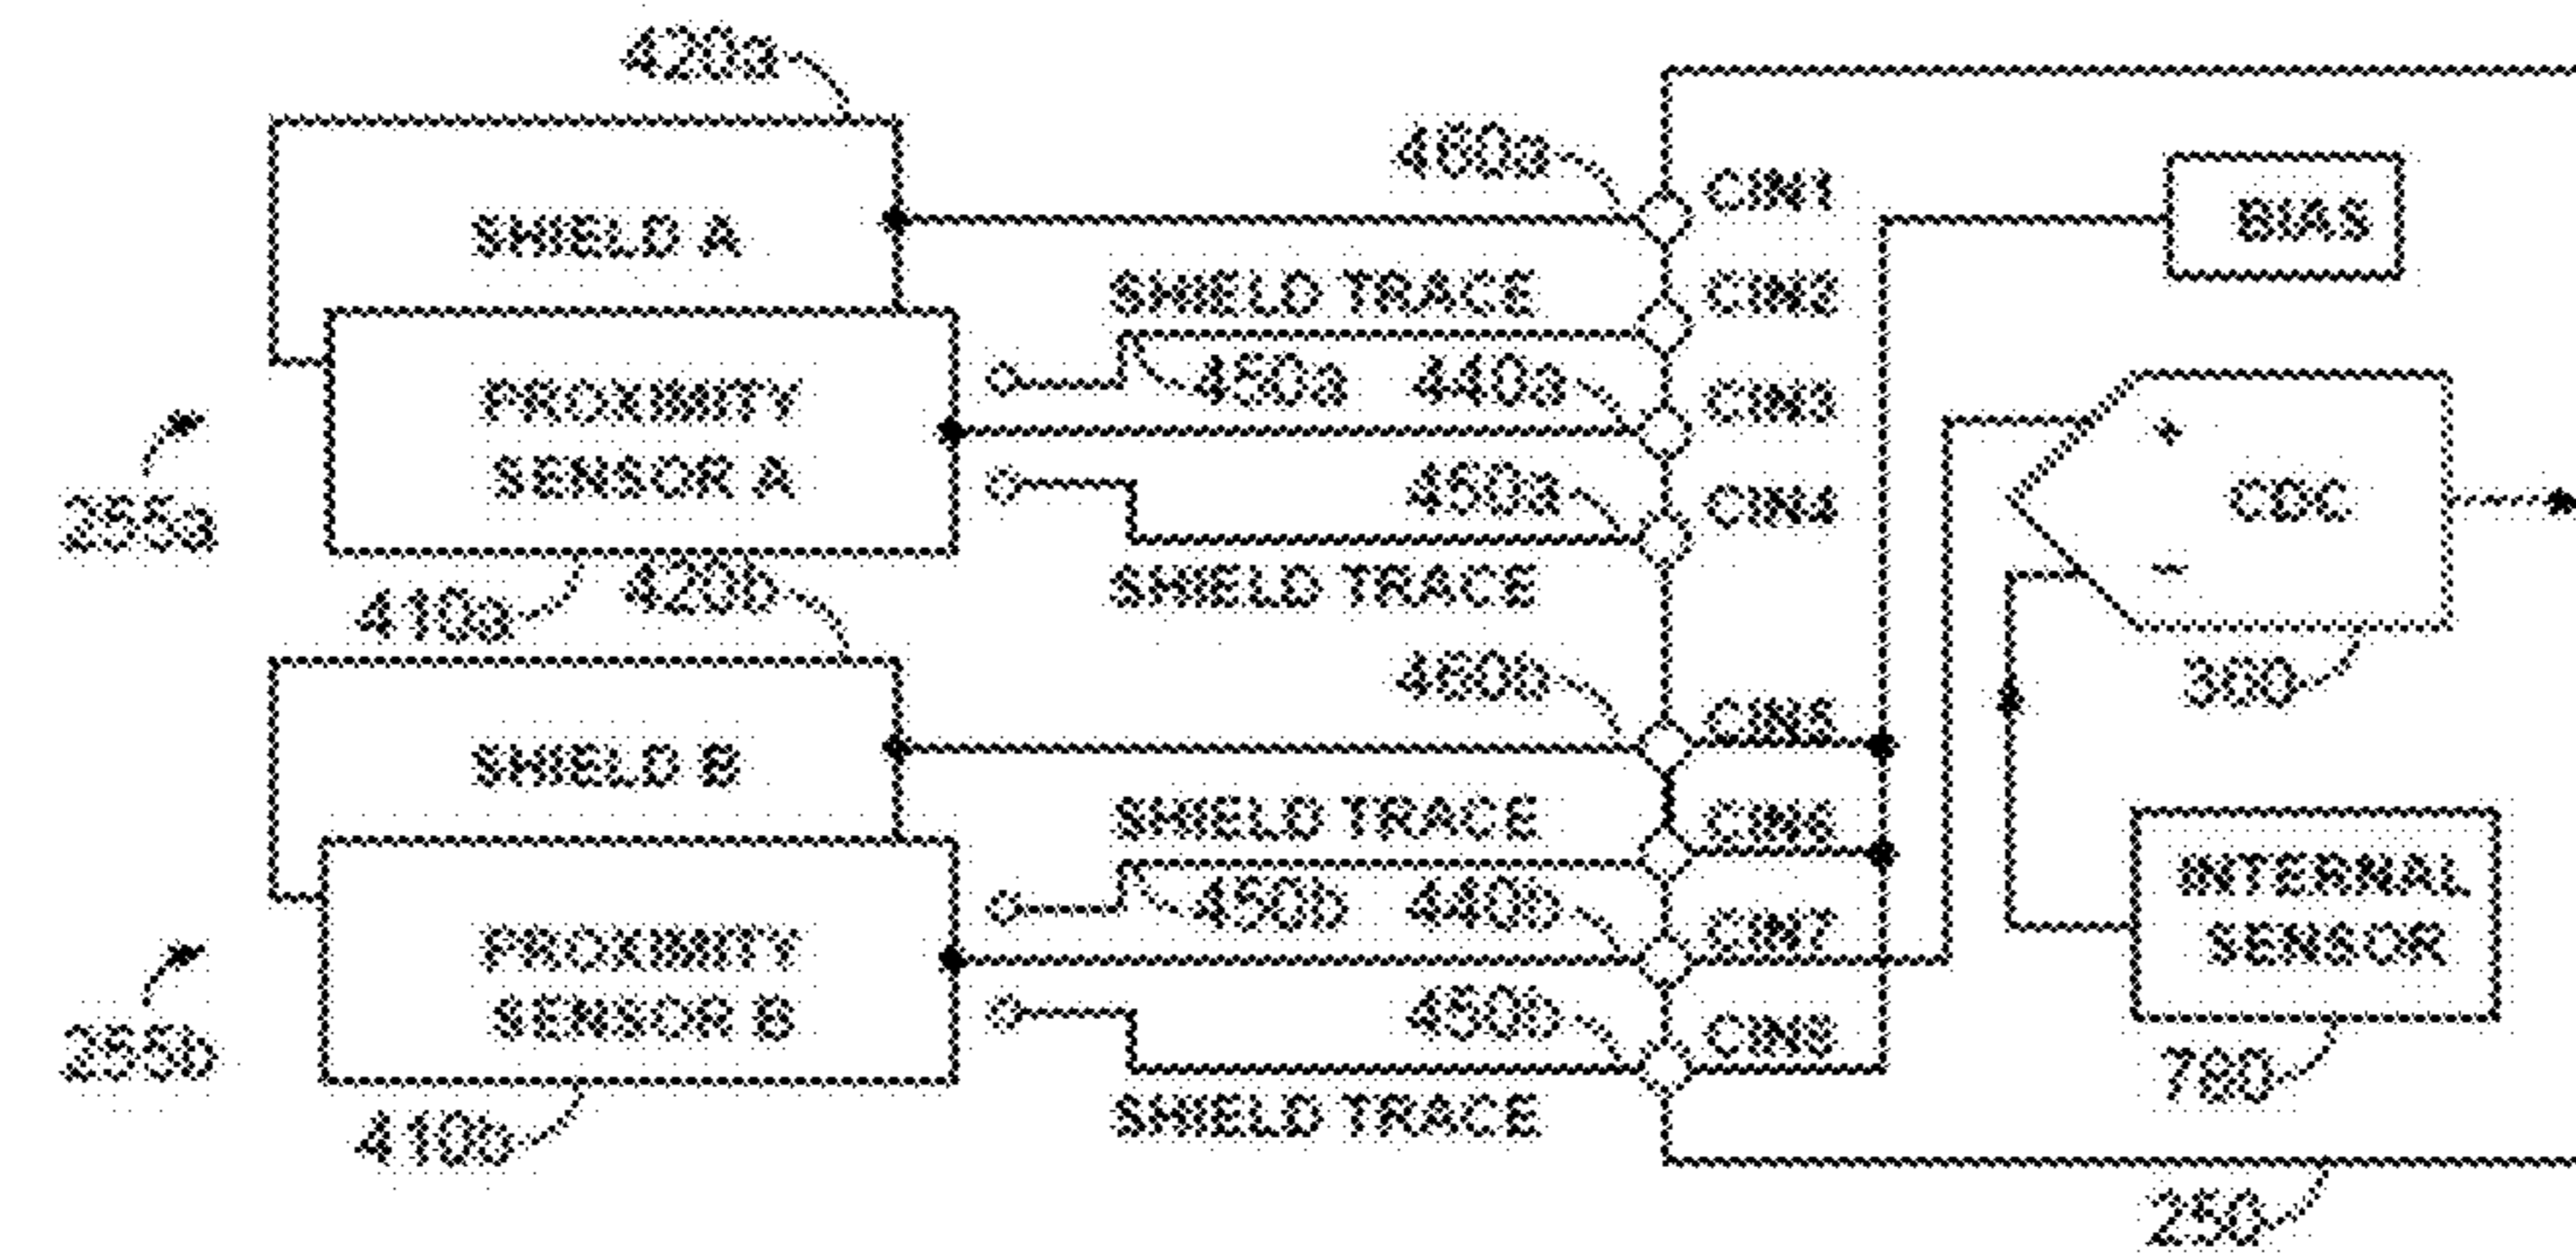 420a
460a
CIN1
BIAS
SHIELD A
SHIELD TRACE
CIN2
450a
440a
CIN3
PROXIMITY
SENSOR A
+
CDC
450a
CIN4
255a
SHIELD TRACE
−
410a
420b
460b
360
CIN5
SHIELD B
SHIELD TRACE
CIN6
INTERNAL
SENSOR
450b
440b
CIN7
PROXIMITY
SENSOR B
450b
CIN8
255b
780
SHIELD TRACE
410b
250